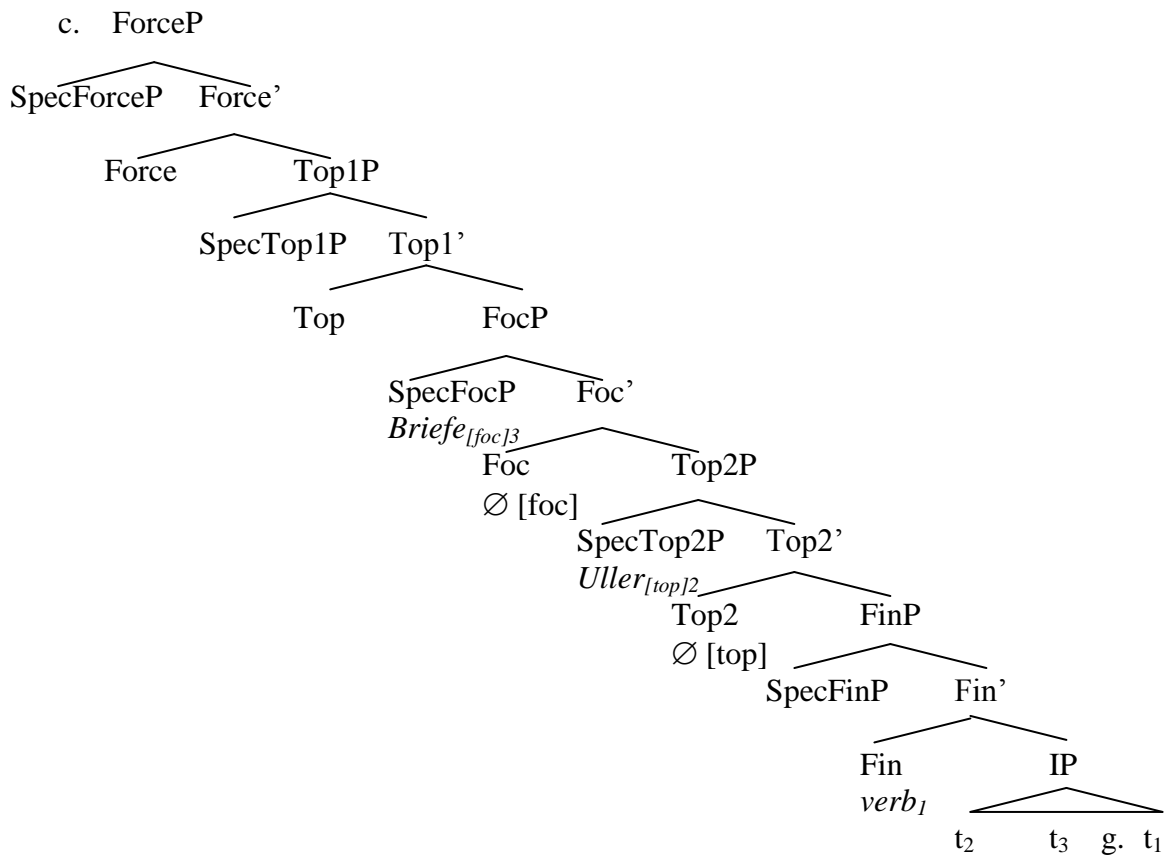 c. ForceP
SpecForceP Force’
Force Top1P
SpecTop1P Top1’
Top FocP
SpecFocP Foc’
Briefe[foc]3
Foc Top2P
∅ [foc]
SpecTop2P Top2’
Uller[top]2
Top2 FinP
∅ [top]
SpecFinP Fin’
Fin IP
verb1
t2 t3 g. t1